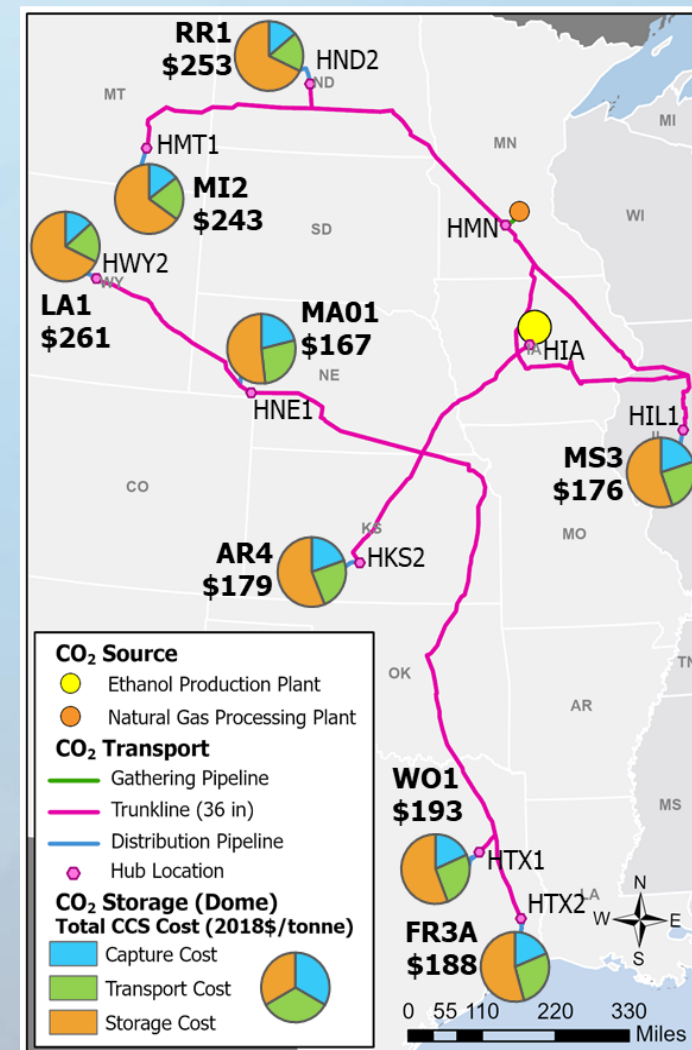 RR1
$253
HND2
ND
MT
MN
MI
HMT1
MI2
$243
SD
HMN
WI
HWY2
WY
LA1
$261
MA01
$167
NE
HNE1
HIA
IA
HIL1
IL
MS3
$176
CO
KS
MO
AR4
$179
HKS2
OK
AR
TN
MS
WO1
$193
HTX1
LA
HTX2
FR3A
$188
N
W
E
S
0 55 110 220 330
Miles
CO₂ Source
Ethanol Production Plant
Natural Gas Processing Plant
CO₂ Transport
Gathering Pipeline
Trunkline (36 in)
Distribution Pipeline
Hub Location
CO₂ Storage (Dome)
Total CCS Cost (2018$/tonne)
Capture Cost
Transport Cost
Storage Cost